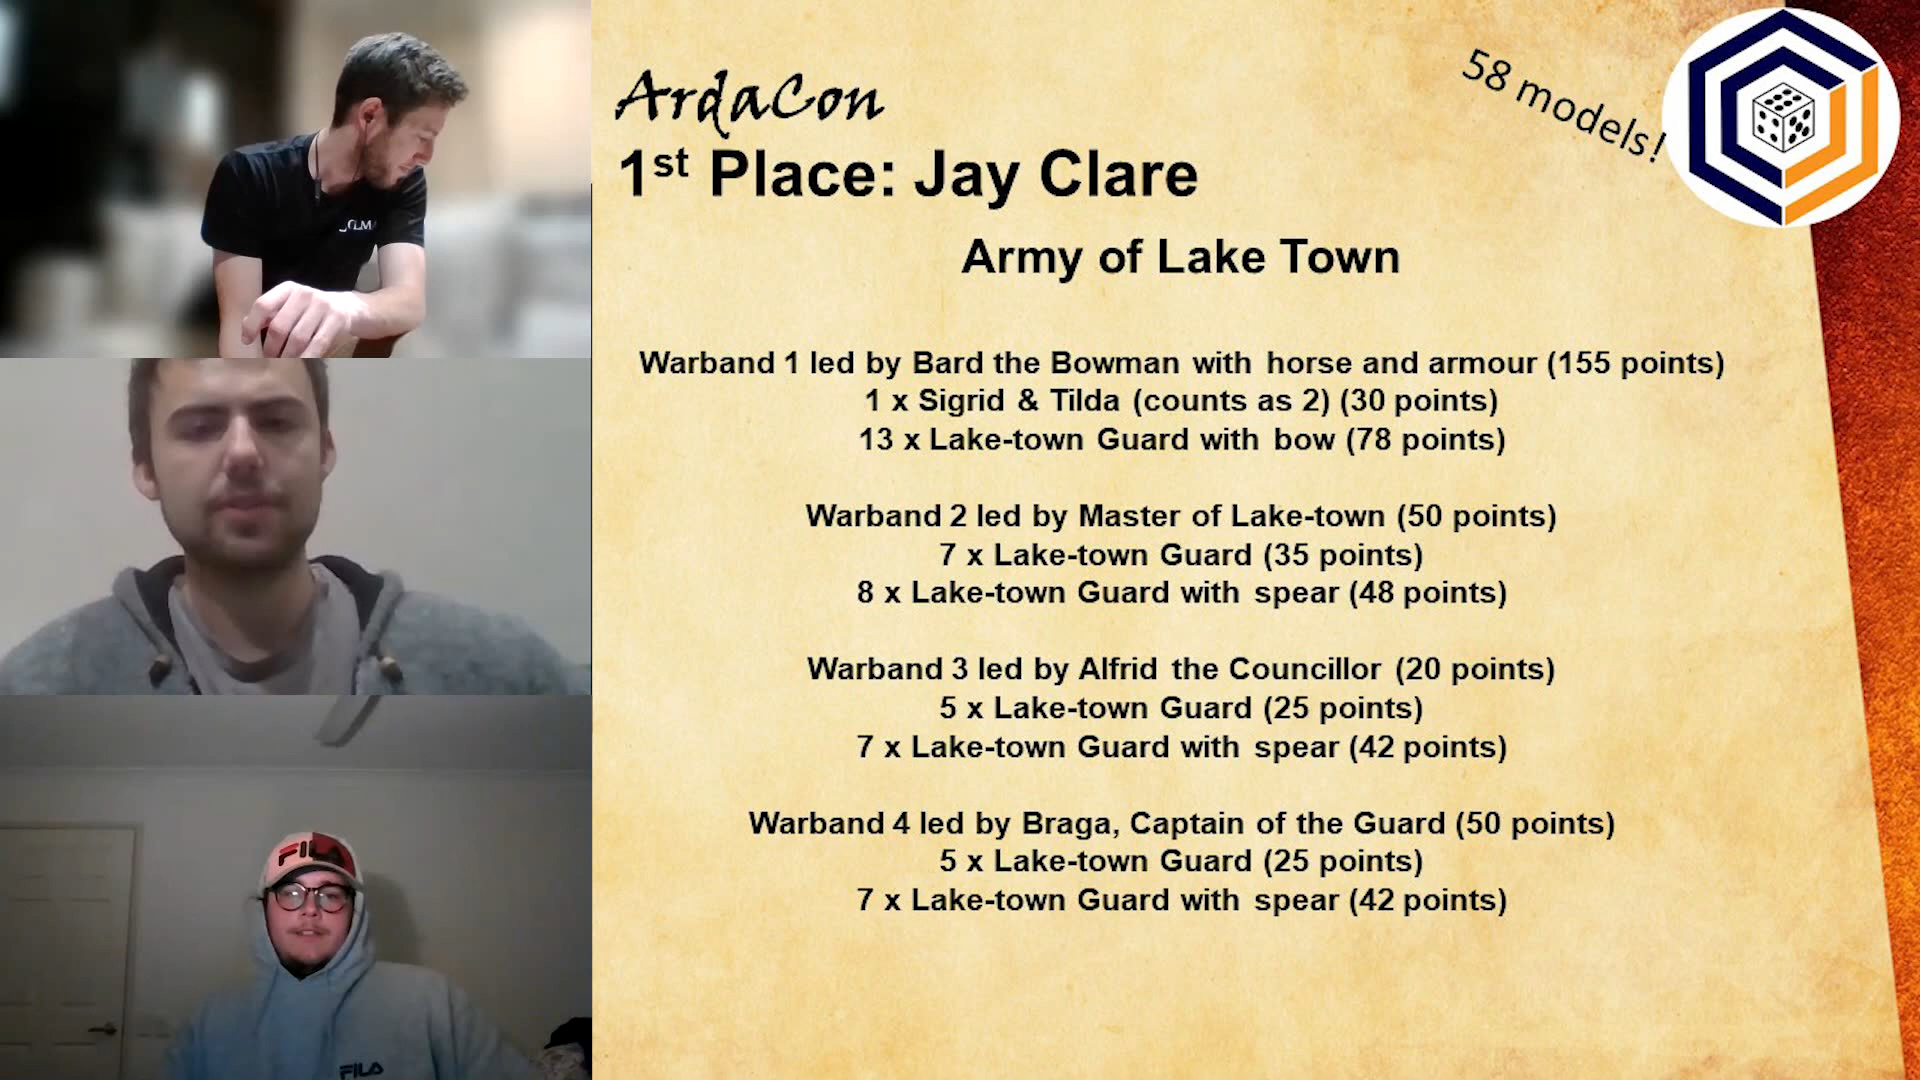 ArdaCon
58 models!
1st Place: Jay Clare
Army of Lake Town
Warband 1 led by Bard the Bowman with horse and armour (155 points)
1 x Sigrid & Tilda (counts as 2) (30 points)
13 x Lake-town Guard with bow (78 points)
Warband 2 led by Master of Lake-town (50 points)
7 x Lake-town Guard (35 points)
8 x Lake-town Guard with spear (48 points)
Warband 3 led by Alfrid the Councillor (20 points)
5 x Lake-town Guard (25 points)
7 x Lake-town Guard with spear (42 points)
Warband 4 led by Braga, Captain of the Guard (50 points)
5 x Lake-town Guard (25 points)
7 x Lake-town Guard with spear (42 points)
FILA
FILA